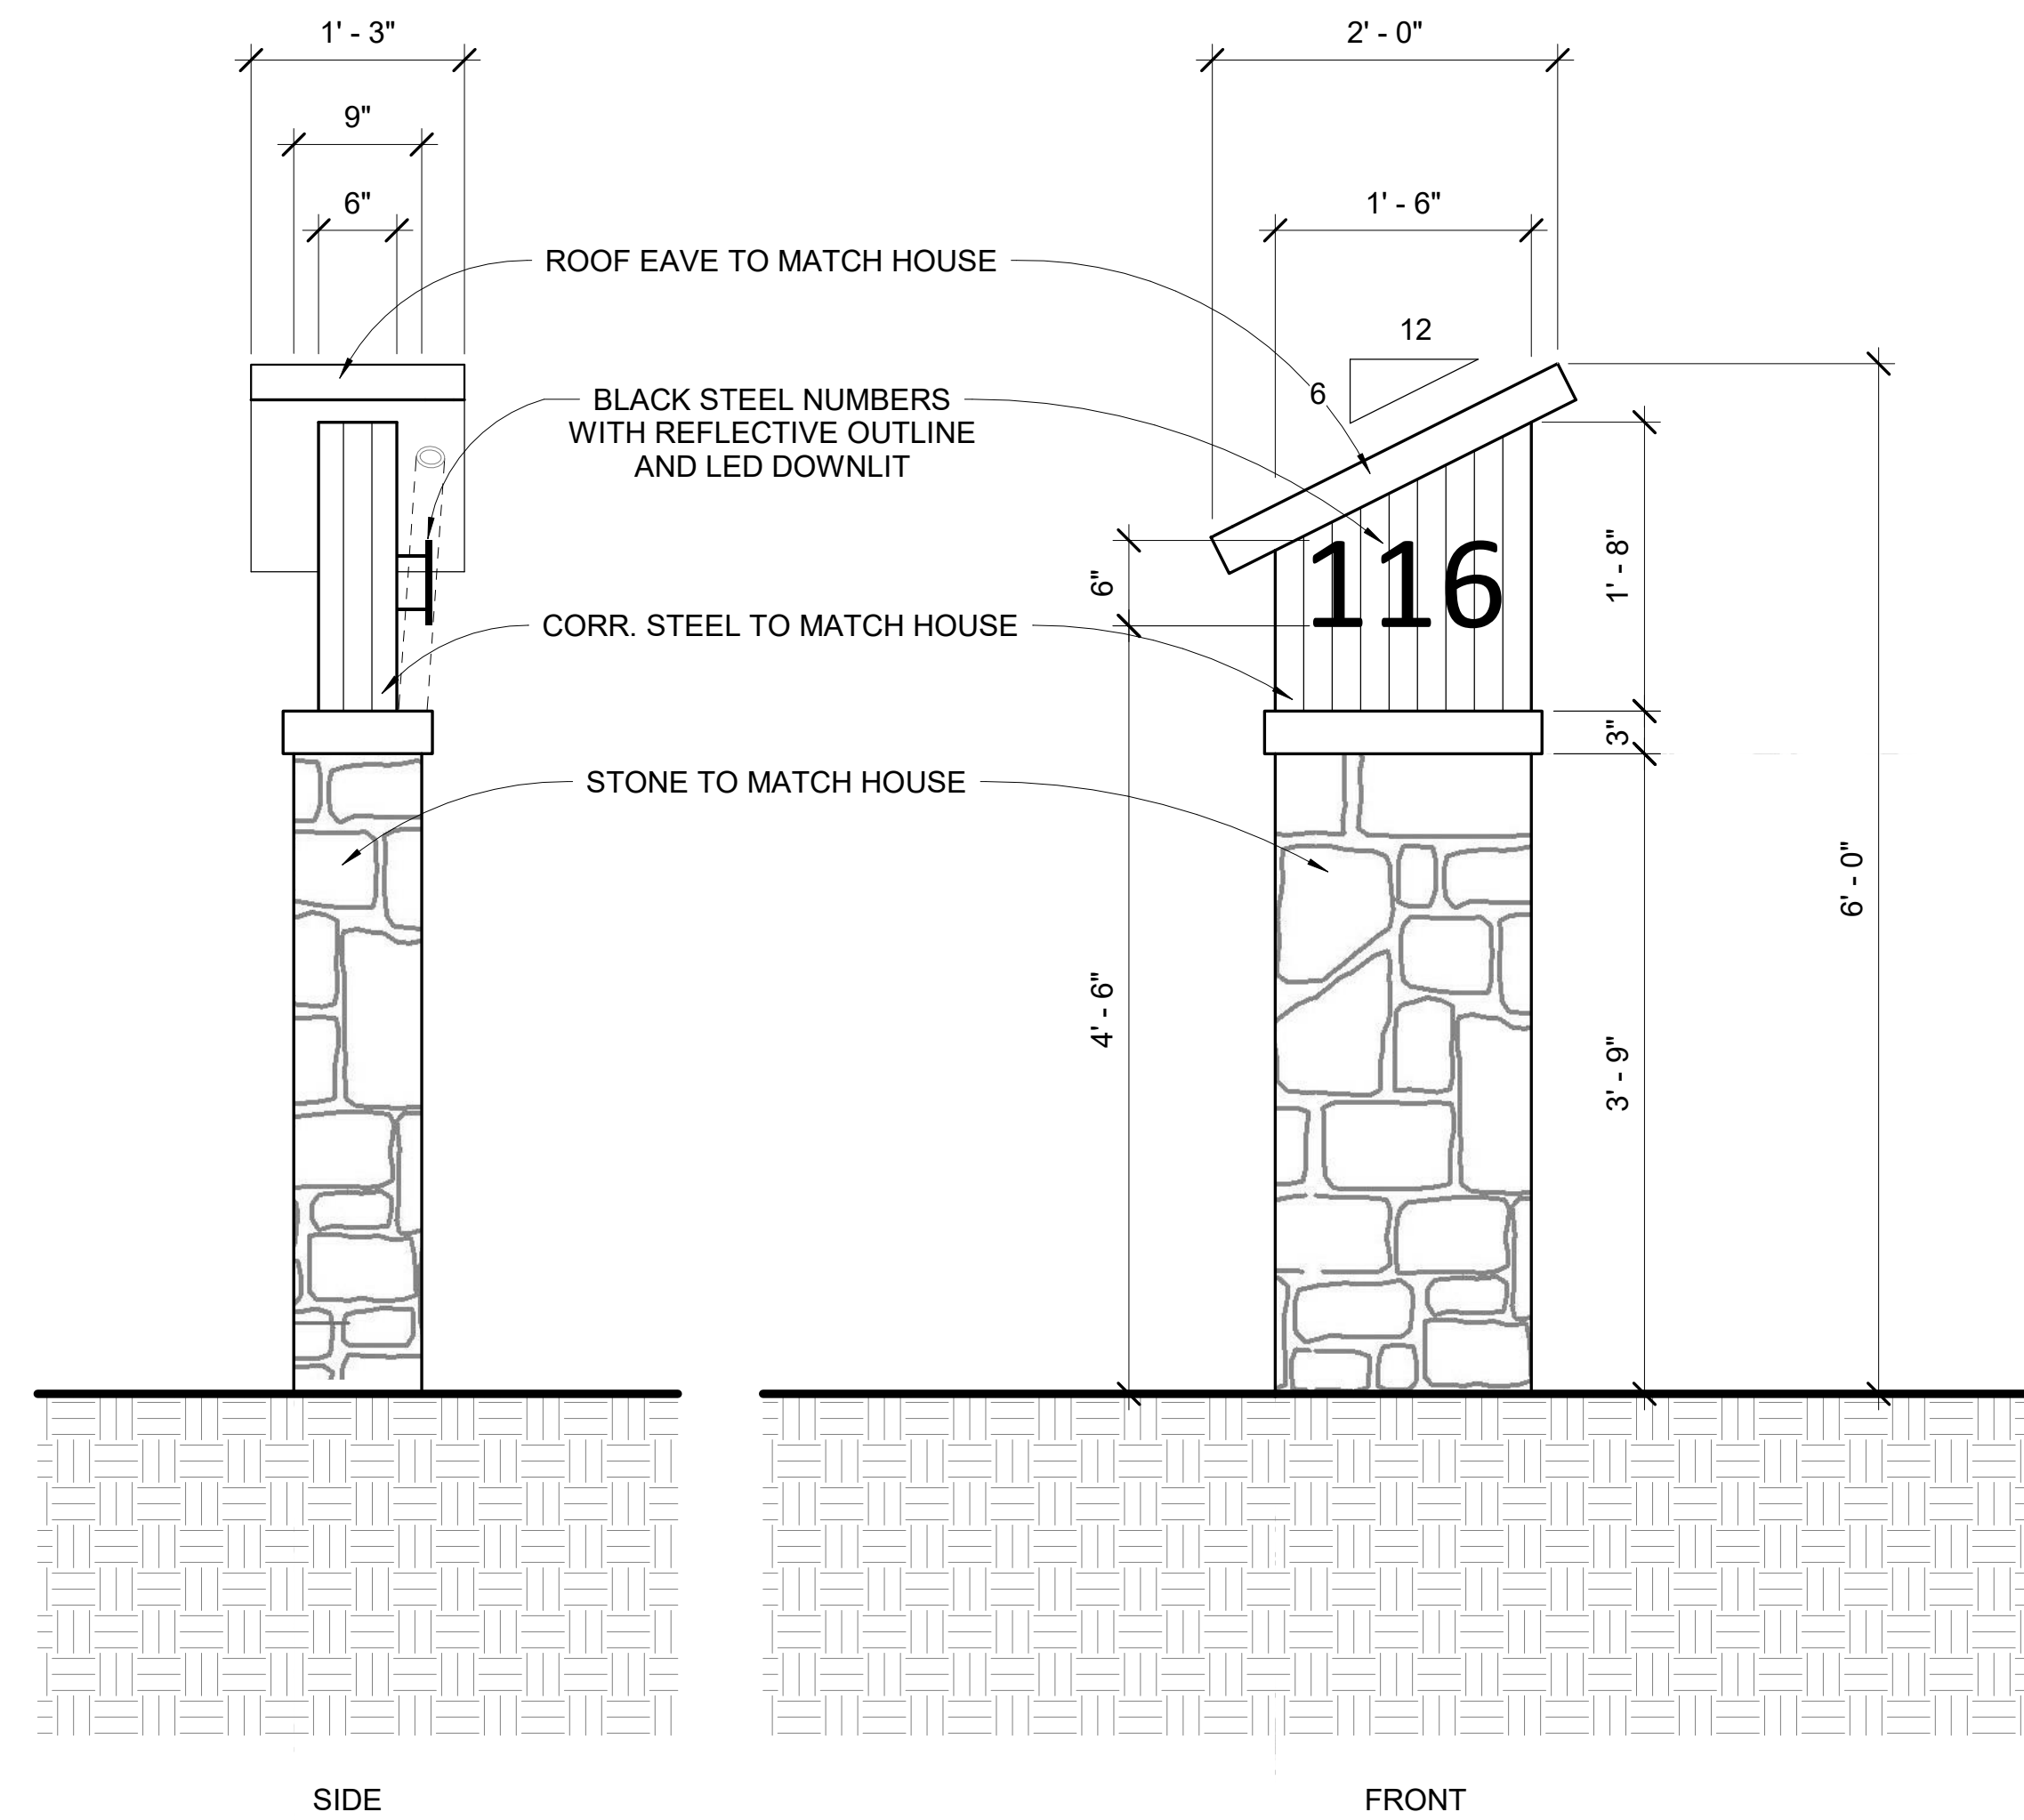 1' - 3"
2' - 0"
9"
6"
1' - 6"
ROOF EAVE TO MATCH HOUSE
12
6
BLACK STEEL NUMBERS
WITH REFLECTIVE OUTLINE
AND LED DOWNLIT
116
6"
1' - 8"
CORR. STEEL TO MATCH HOUSE
3"
STONE TO MATCH HOUSE
6' - 0"
4' - 6"
3' - 9"
SIDE
FRONT